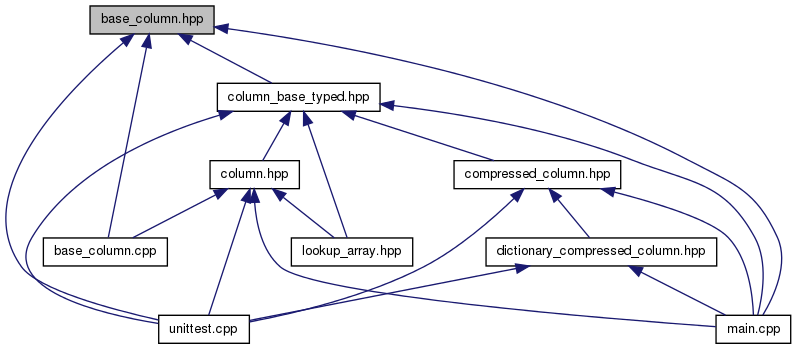 base_column.hpp
column_base_typed.hpp
column.hpp
compressed_column.hpp
base_column.cpp
lookup_array.hpp
dictionary_compressed_column.hpp
unittest.cpp
main.cpp